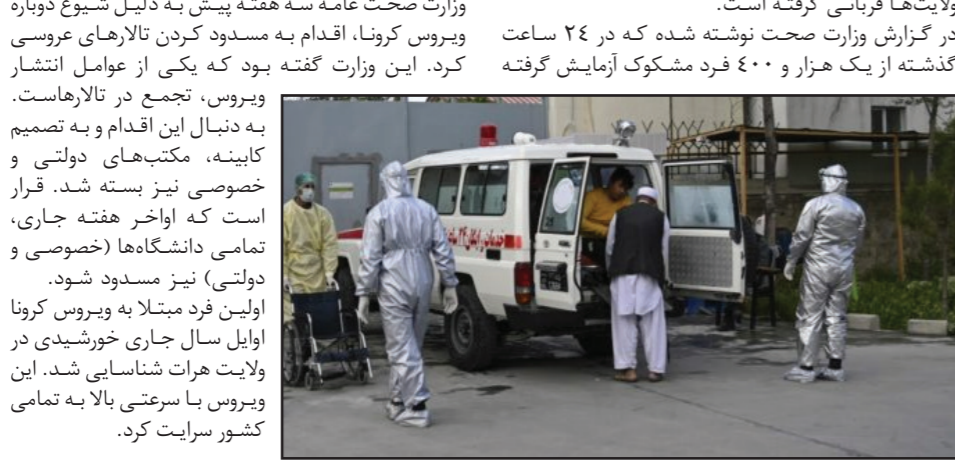 ولایت‌ها قربانی گرفته است.
در گزارش وزارت صحت نوشته شده که در ۲۴ ساعت
گذشته از یک هزار و ۴۰۰ فرد مشکوک آزمایش گرفته
وزارت صحت عامه سه هفته پیش به دلیل شیوع دوباره
ویروس کرونا، اقدام به مسدود کردن تالارهای عروسی
کرد. این وزارت گفته بود که یکی از عوامل انتشار
ویروس، تجمع در تالارهاست.
به دنبال این اقدام و به تصمیم
کابینه، مکتب‌های دولتی و
خصوصی نیز بسته شد. قرار
است که اواخر هفته جاری،
تمامی دانشگاه‌ها (خصوصی و
دولتی) نیز مسدود شود.
اولین فرد مبتلا به ویروس کرونا
اوایل سال جاری خورشیدی در
ولایت هرات شناسایی شد. این
ویروس با سرعتی بالا به تمامی
کشور سرایت کرد.